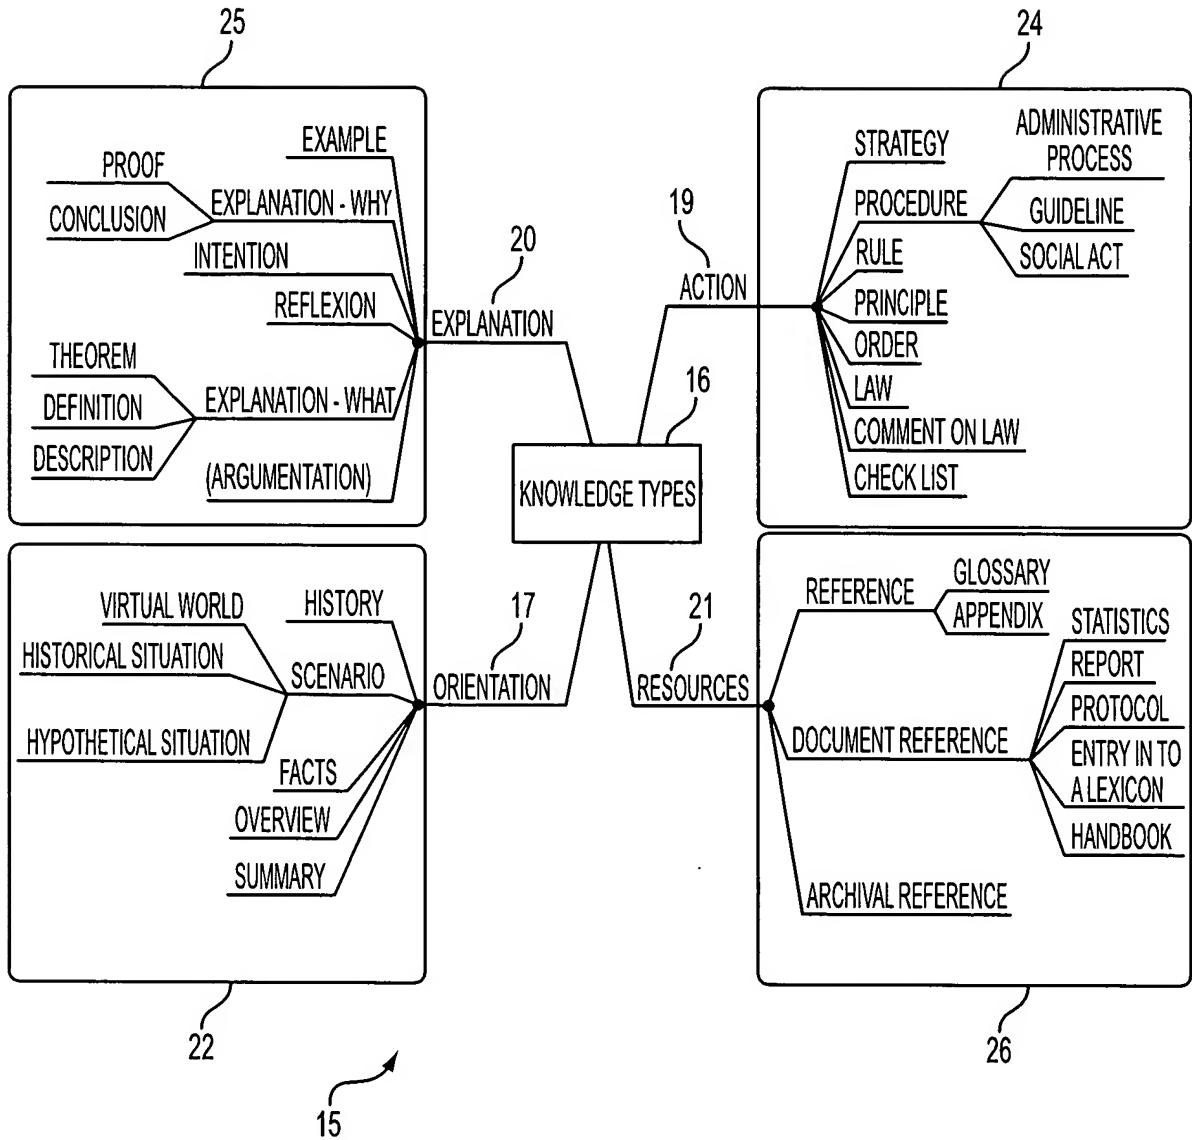 25
24
EXAMPLE
PROOF
EXPLANATION - WHY
CONCLUSION
INTENTION
REFLEXION
THEOREM
EXPLANATION - WHAT
DEFINITION
DESCRIPTION
(ARGUMENTATION)
20
EXPLANATION
19
ACTION
STRATEGY
ADMINISTRATIVE
PROCESS
PROCEDURE
GUIDELINE
SOCIAL ACT
RULE
PRINCIPLE
ORDER
LAW
COMMENT ON LAW
CHECK LIST
16
KNOWLEDGE TYPES
HISTORY
VIRTUAL WORLD
HISTORICAL SITUATION
SCENARIO
HYPOTHETICAL SITUATION
FACTS
OVERVIEW
SUMMARY
17
ORIENTATION
21
RESOURCES
REFERENCE
GLOSSARY
APPENDIX
DOCUMENT REFERENCE
STATISTICS
REPORT
PROTOCOL
ENTRY IN TO
A LEXICON
HANDBOOK
ARCHIVAL REFERENCE
22
26
15